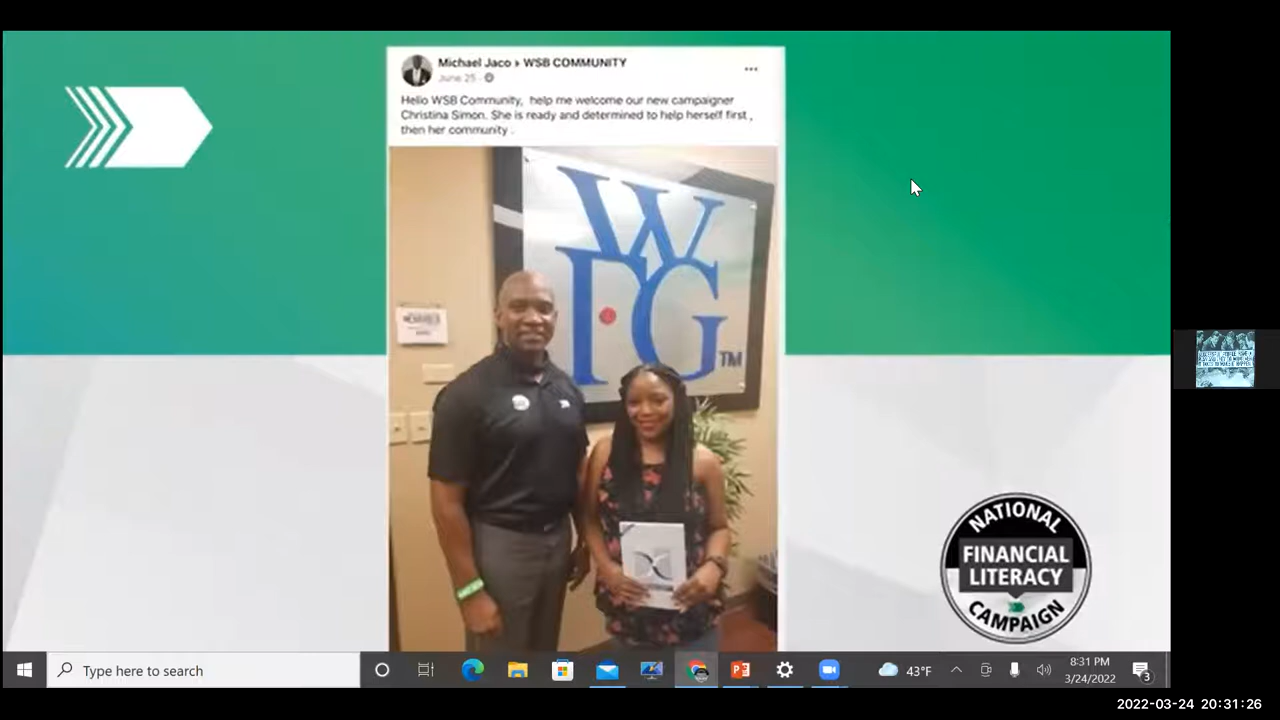 Michael Jaco ▸ WSB COMMUNITY
June 25 ·
Hello WSB Community, help me welcome our new campaigner
Christina Simon. She is ready and determined to help herself first ,
then her community .
W
FG
TM
NATIONAL
FINANCIAL
LITERACY
CAMPAIGN
Type here to search
43°F
8:31 PM
3/24/2022
3
2022-03-24 20:31:26